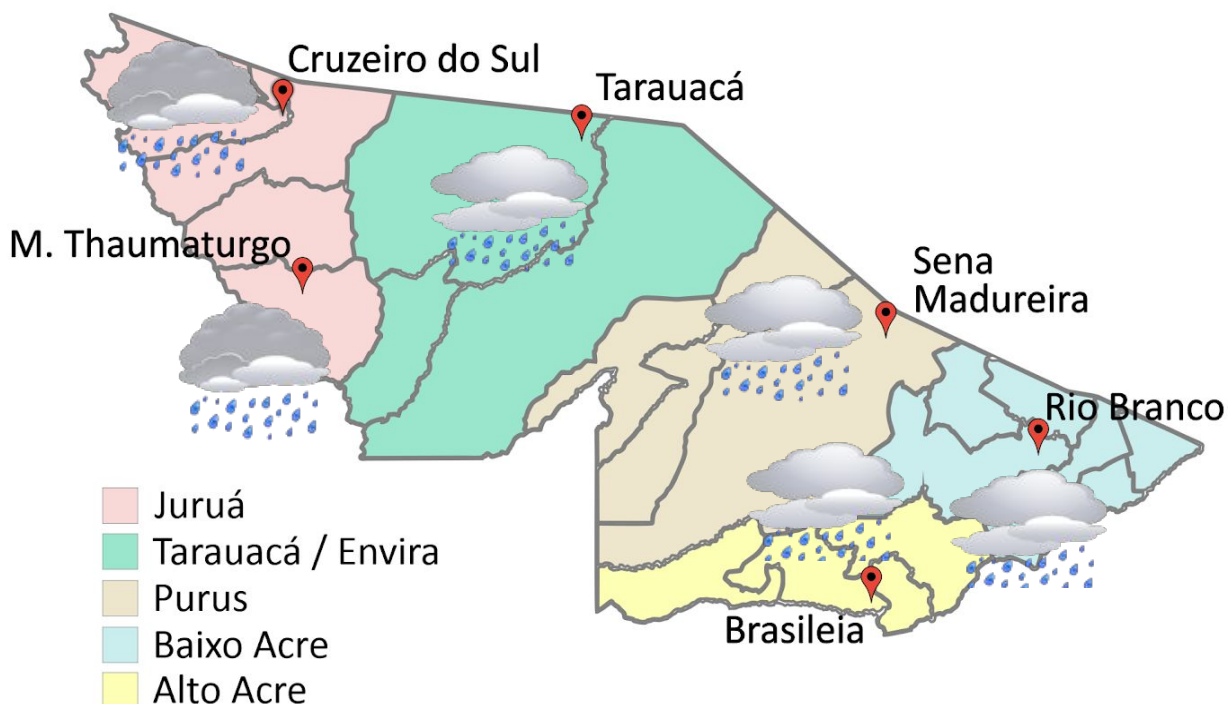 Cruzeiro do Sul
Tarauacá
M. Thaumaturgo
Sena
Madureira
Rio Branco
Brasileia
Juruá
Tarauacá / Envira
Purus
Baixo Acre
Alto Acre